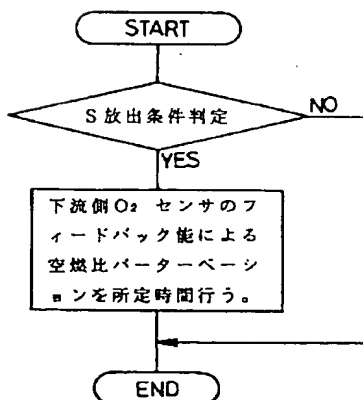 START
S放出条件判定
NO
YES
下流側O₂ センサのフ
ィードバック能による
空燃比パーターベーシ
ョンを所定時間行う。
END